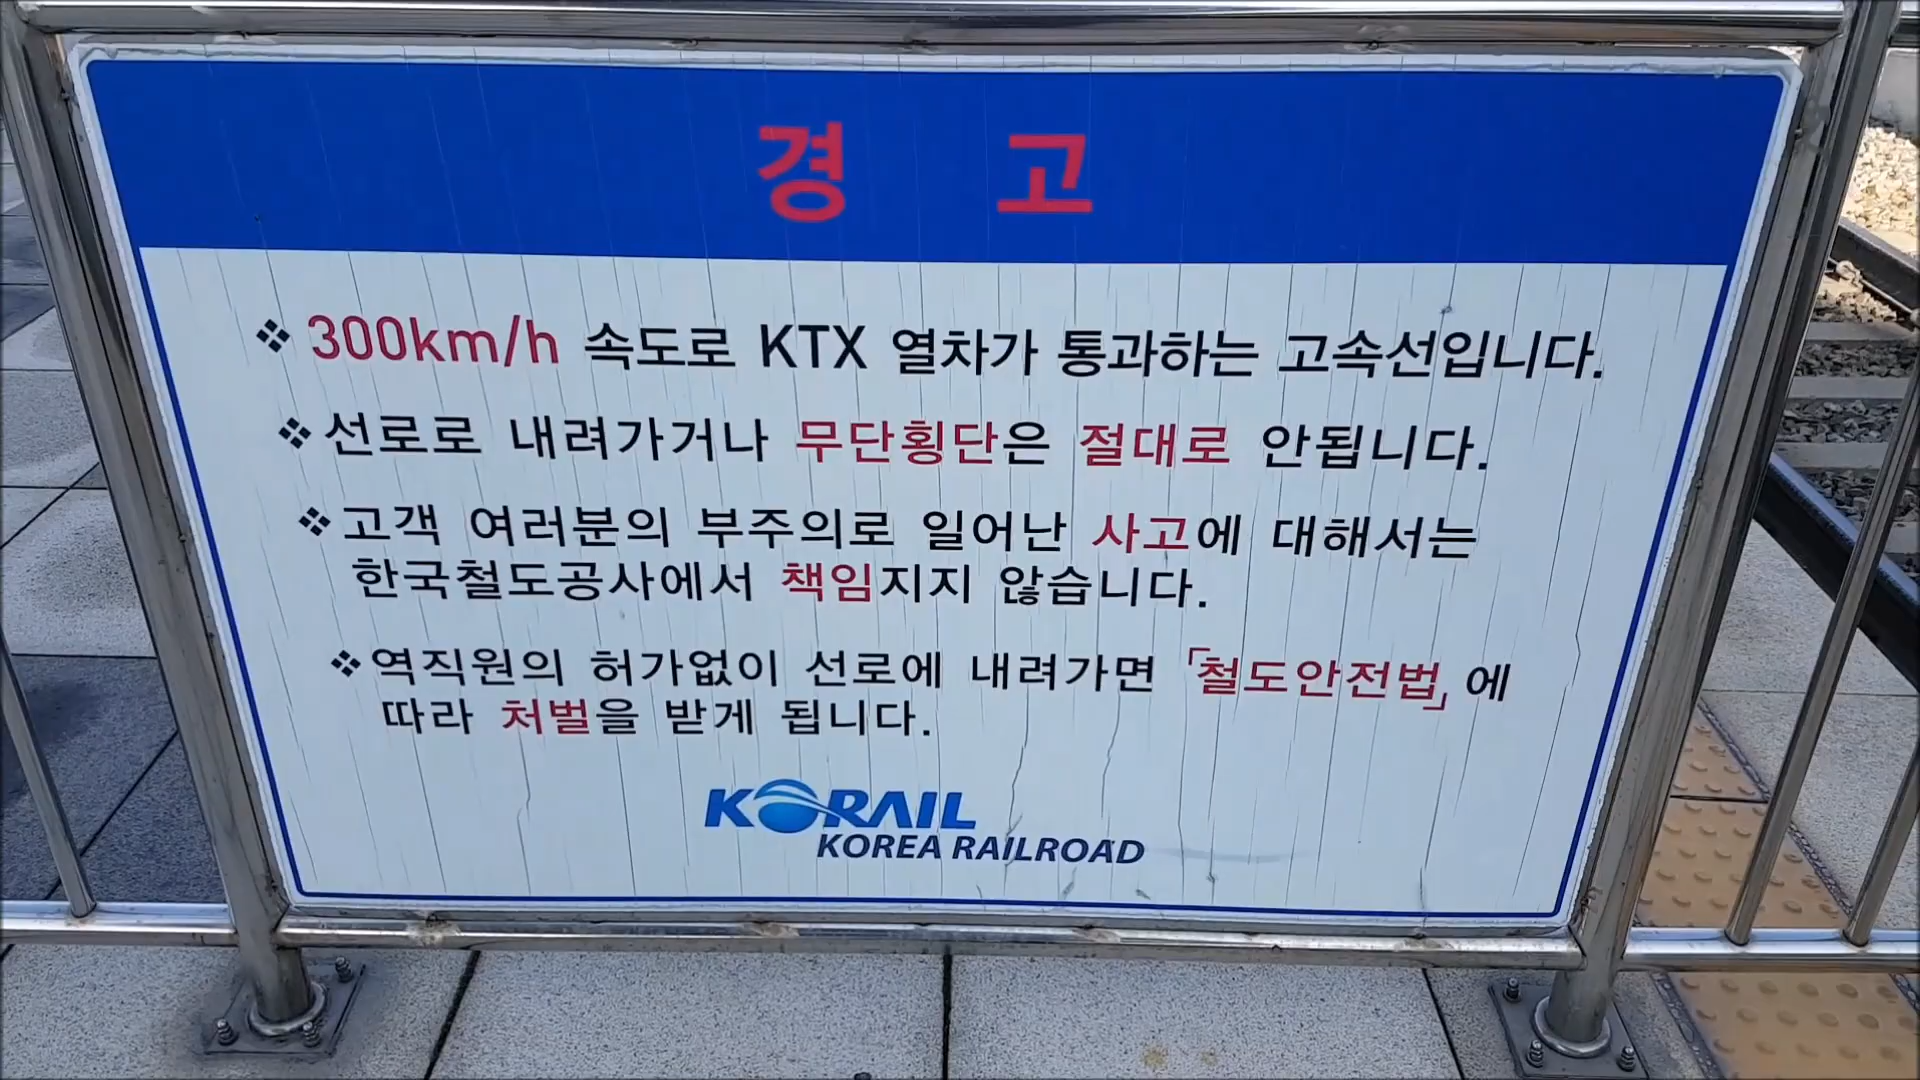 경 고
❖ 300km/h 속도로 KTX 열차가 통과하는 고속선입니다.
❖ 선로로 내려가거나 무단횡단은 절대로 안됩니다.
❖ 고객 여러분의 부주의로 일어난 사고에 대해서는
한국철도공사에서 책임지지 않습니다.
❖ 역직원의 허가없이 선로에 내려가면 「철도안전법」에
따라 처벌을 받게 됩니다.
KORAIL
KOREA RAILROAD